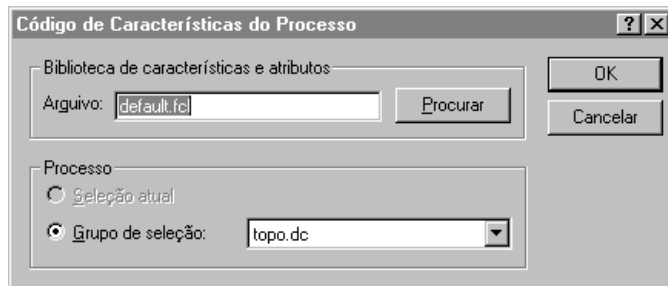 Código de Características do Processo
Biblioteca de características e atributos
Arquivo: default.fcl Procurar
OK
Cancelar
Processo
Seleção atual
Grupo de seleção: topo.dc